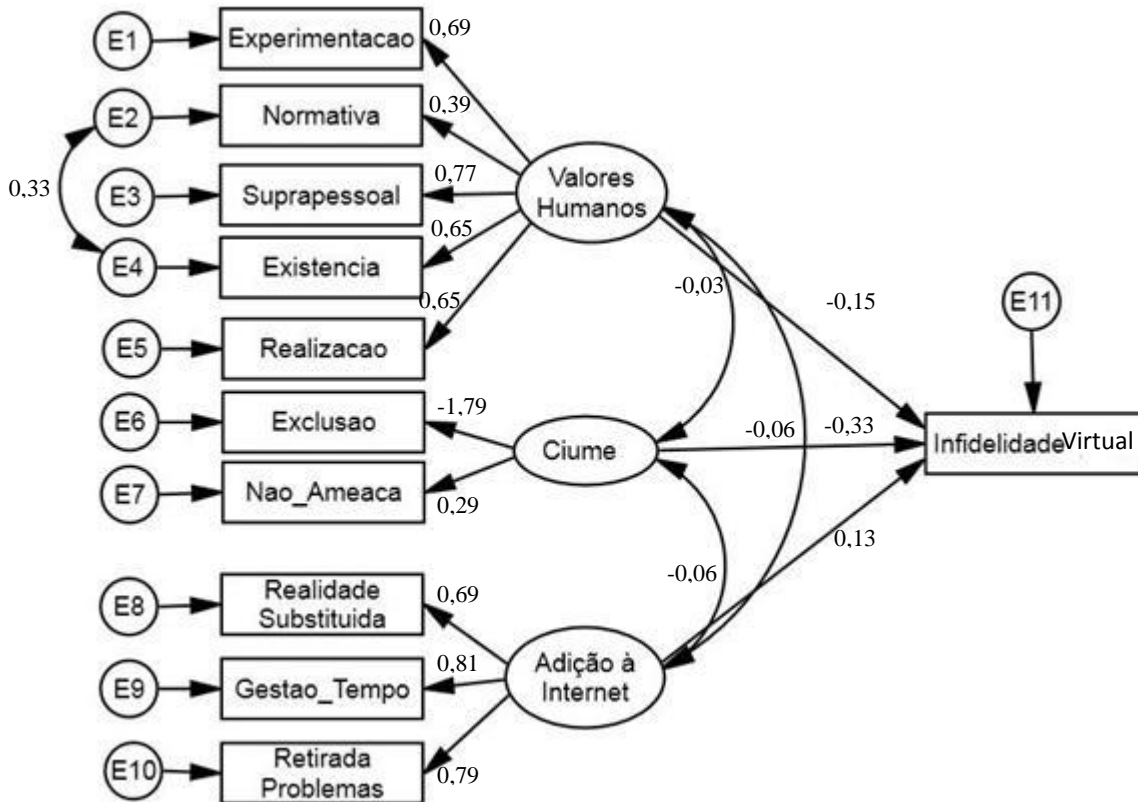 E1
Experimentacao
0,69
E2
Normativa
0,39
0,33
E3
Suprapessoal
0,77
Valores
Humanos
E4
Existência
0,65
-0,03
-0,15
E11
E5
Realizacao
0,65
E6
Exclusao
-1,79
Ciume
-0,06
-0,33
Infidelidade Virtual
E7
Nao_Ameaca
0,29
0,13
-0,06
E8
Realidade
Substituida
0,69
E9
Gestao_Tempo
0,81
Adição à
Internet
E10
Retirada
Problemas
0,79